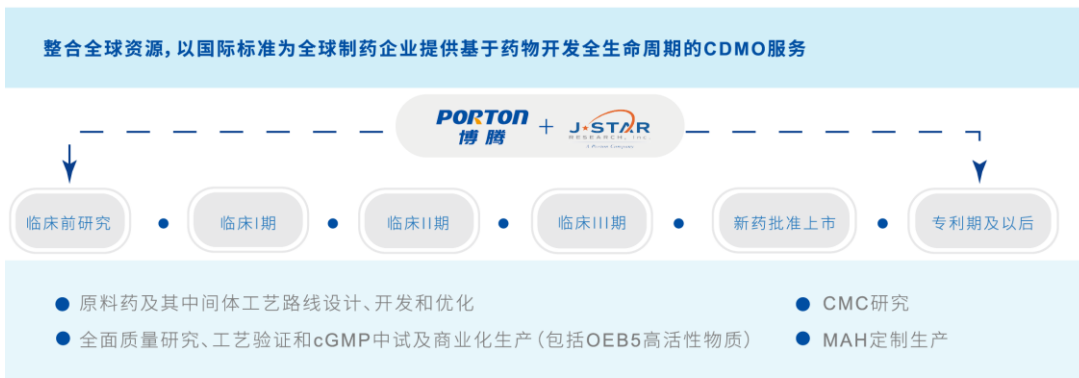 整合全球资源，以国际标准为全球制药企业提供基于药物开发全生命周期的CDMO服务
PORTON
博腾
+
J★STAR
RESEARCH, Inc.
A Porton Company
临床前研究
临床I期
临床II期
临床III期
新药批准上市
专利期及以后
原料药及其中间体工艺路线设计、开发和优化
CMC研究
全面质量研究、工艺验证和cGMP中试及商业化生产（包括OEB5高活性物质）
MAH定制生产